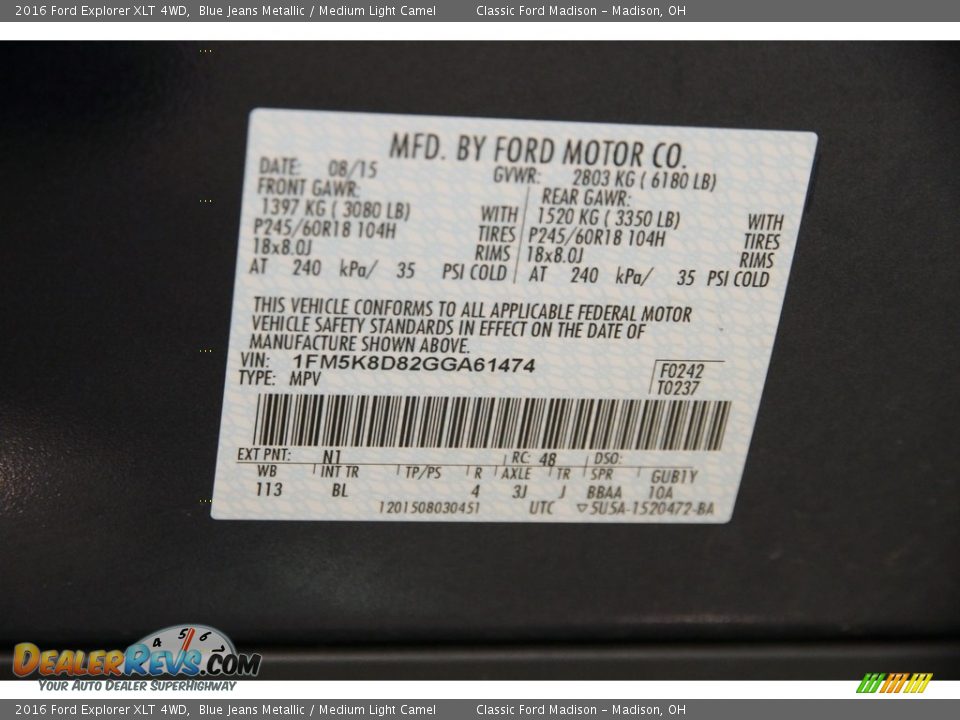 2016 Ford Explorer XLT 4WD, Blue Jeans Metallic / Medium Light Camel Classic Ford Madison – Madison, OH
MFD. BY FORD MOTOR CO.
DATE: 08/15 GVWR: 2803 KG ( 6180 LB)
FRONT GAWR: REAR GAWR:
1397 KG ( 3080 LB) WITH 1520 KG ( 3350 LB) WITH
P245/60R18 104H TIRES P245/60R18 104H TIRES
18x8.0J RIMS 18x8.0J RIMS
AT 240 kPa/ 35 PSI COLD AT 240 kPa/ 35 PSI COLD
THIS VEHICLE CONFORMS TO ALL APPLICABLE FEDERAL MOTOR
VEHICLE SAFETY STANDARDS IN EFFECT ON THE DATE OF
MANUFACTURE SHOWN ABOVE.
VIN: 1FM5K8D82GGA61474 F0242
TYPE: MPV T0237
EXT PNT: N1 RC: 48 DSO:
WB INT TR TP/PS R AXLE TR SPR GUB1Y
113 BL 4 3J J BBAA 10A
1201508030451 UTC ▽5U5A-1520472-BA
4 5 6
DEALERREVS.COM
YOUR AUTO DEALER SUPERHIGHWAY
2016 Ford Explorer XLT 4WD, Blue Jeans Metallic / Medium Light Camel Classic Ford Madison – Madison, OH